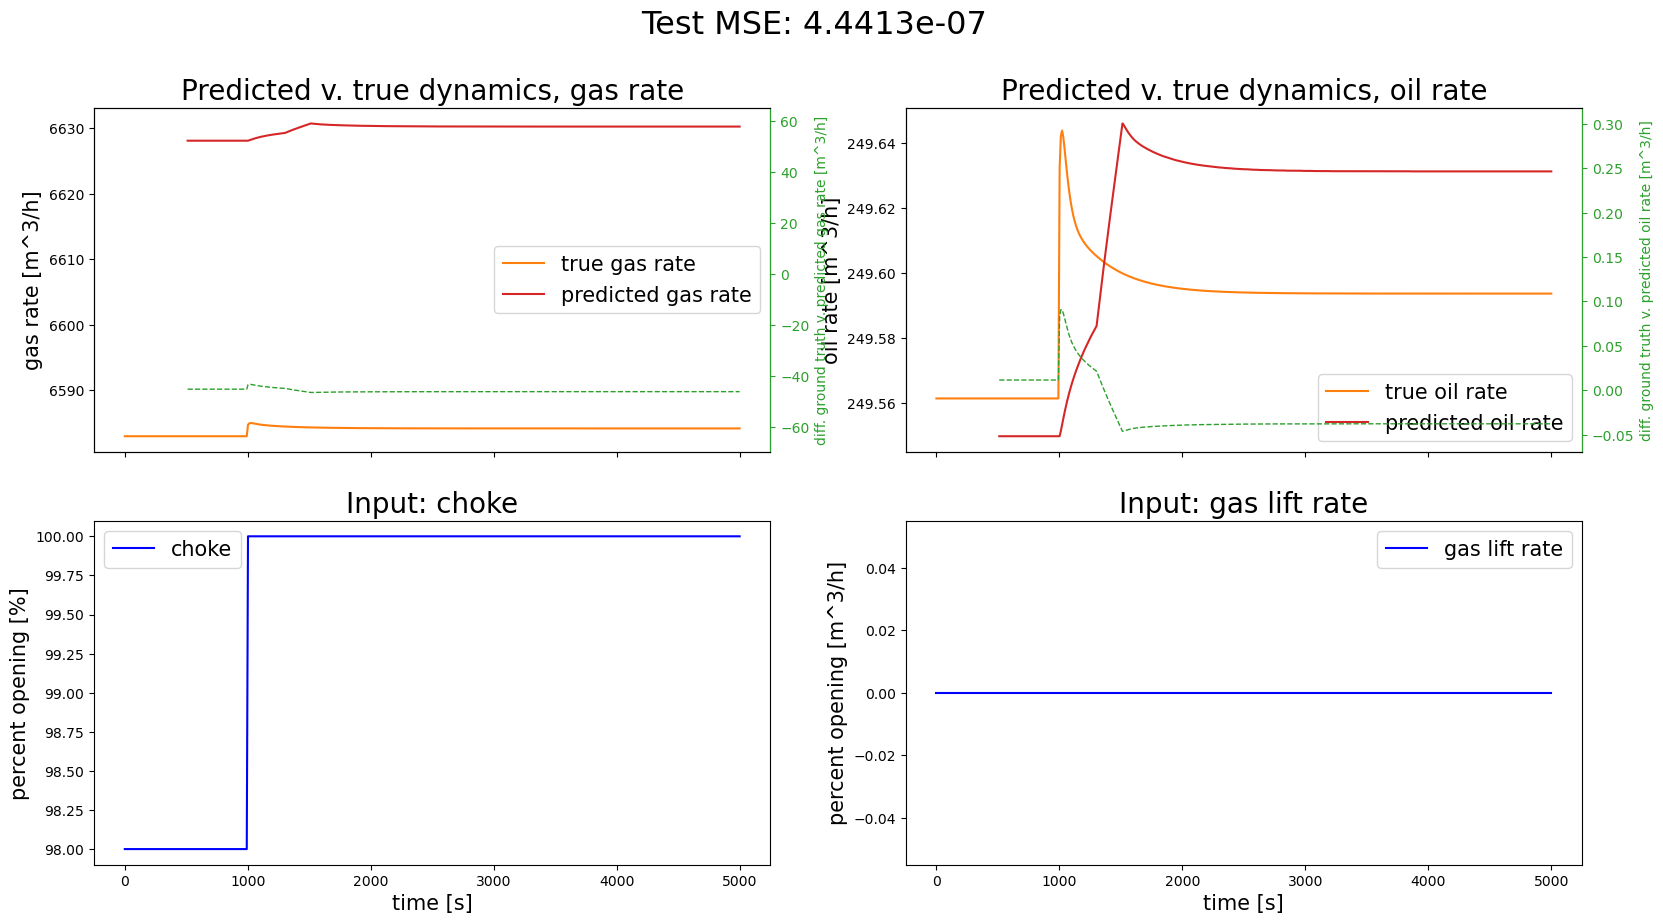 Test MSE: 4.4413e-07
Predicted v. true dynamics, gas rate
gas rate [m^3/h]
6630
6620
6610
6600
6590
true gas rate
predicted gas rate
60
40
20
0
−20
−40
−60
diff. ground truth v. predicted gas rate [m^3/h]
Predicted v. true dynamics, oil rate
oil rate [m^3/h]
249.64
249.62
249.60
249.58
249.56
true oil rate
predicted oil rate
0.30
0.25
0.20
0.15
0.10
0.05
0.00
−0.05
diff. ground truth v. predicted oil rate [m^3/h]
Input: choke
percent opening [%]
100.00
99.75
99.50
99.25
99.00
98.75
98.50
98.25
98.00
choke
0 1000 2000 3000 4000 5000
time [s]
Input: gas lift rate
percent opening [m^3/h]
0.04
0.02
0.00
−0.02
−0.04
gas lift rate
0 1000 2000 3000 4000 5000
time [s]